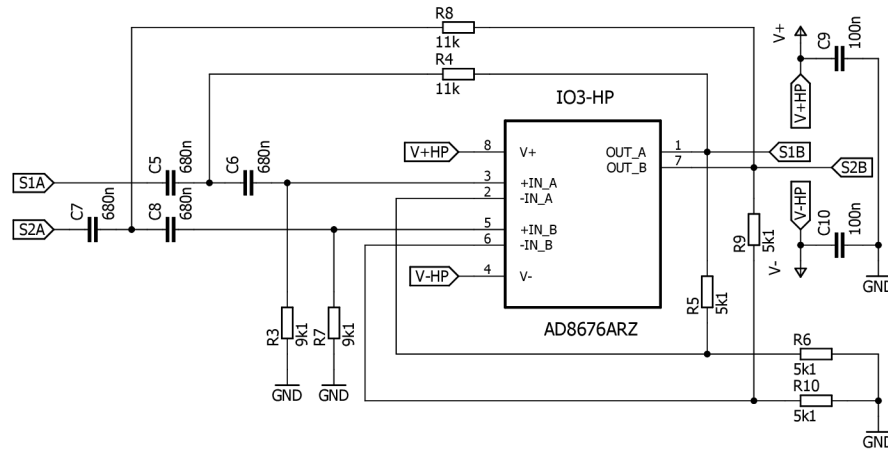 R8
11k
R4
11k
V+
C9
100n
IO3-HP
V+HP
V+HP
8
V+
OUT_A
1
S1B
OUT_B
7
S2B
C5
680n
C6
680n
S1A
3
+IN_A
2
-IN_A
C7
680n
C8
680n
S2A
5
+IN_B
6
-IN_B
V-HP
4
V-
V-HP
C10
100n
V-
GND
R9
5k1
R5
5k1
R3
9k1
R7
9k1
AD8676ARZ
R6
5k1
R10
5k1
GND
GND
GND